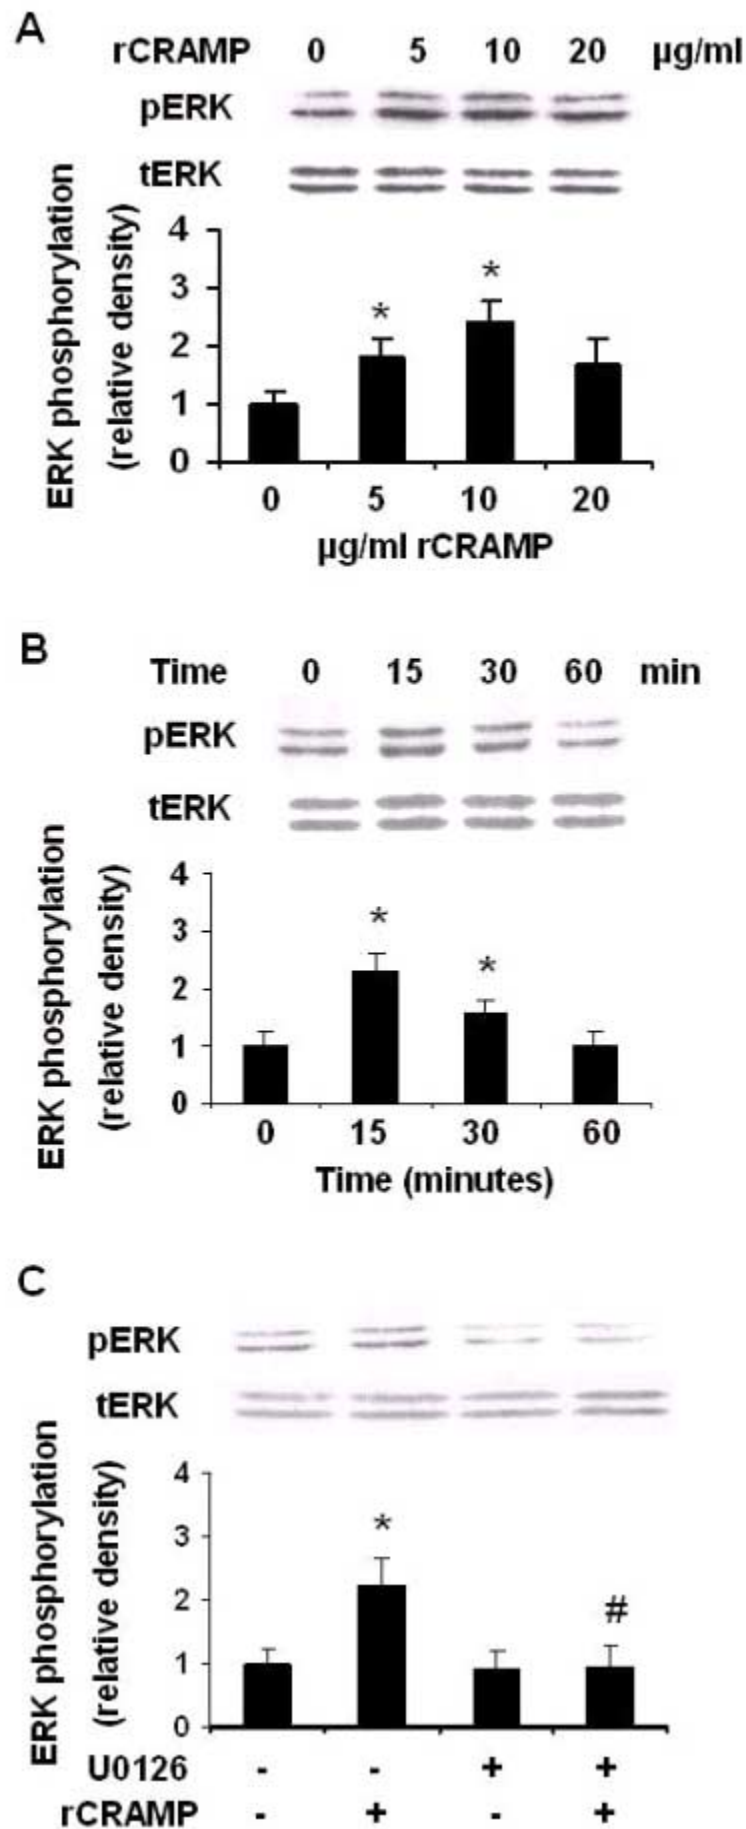 A
rCRAMP 0 5 10 20 µg/ml
pERK
tERK
ERK phosphorylation
(relative density)
4
3
2
1
0
*
*
0 5 10 20
µg/ml rCRAMP
B
Time 0 15 30 60 min
pERK
tERK
ERK phosphorylation
(relative density)
4
3
2
1
0
*
*
0 15 30 60
Time (minutes)
C
pERK
tERK
ERK phosphorylation
(relative density)
4
3
2
1
0
*
#
U0126 - - + +
rCRAMP - + - +